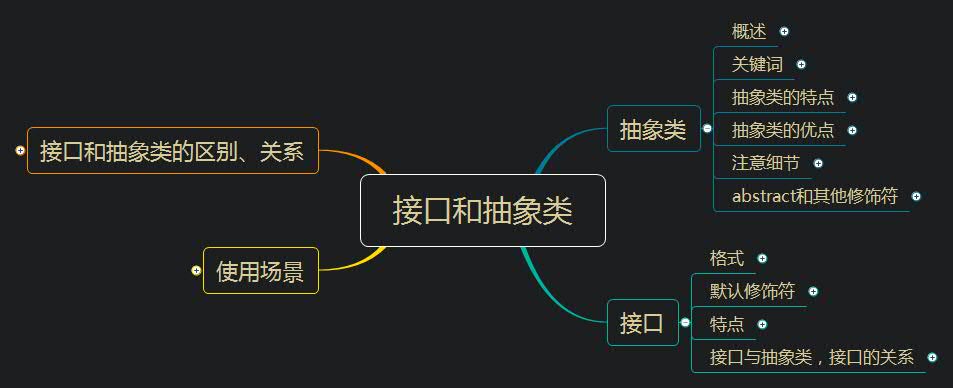 接口和抽象类
抽象类
概述
关键词
抽象类的特点
抽象类的优点
注意细节
abstract和其他修饰符
接口
格式
默认修饰符
特点
接口与抽象类，接口的关系
接口和抽象类的区别、关系
使用场景